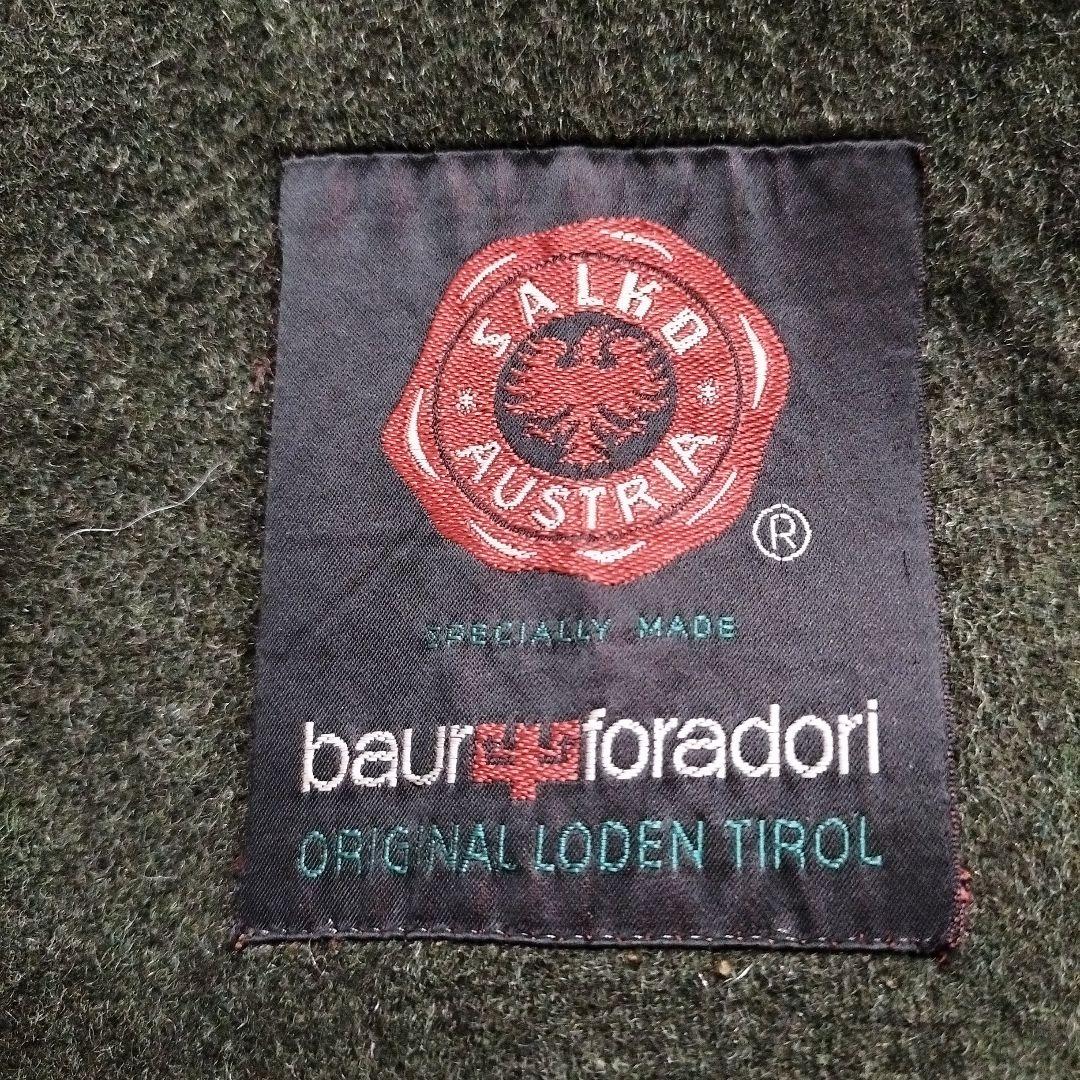 SALKO
AUSTRIA
®
SPECIALLY MADE
baur foradori
ORIGINAL LODEN TIROL